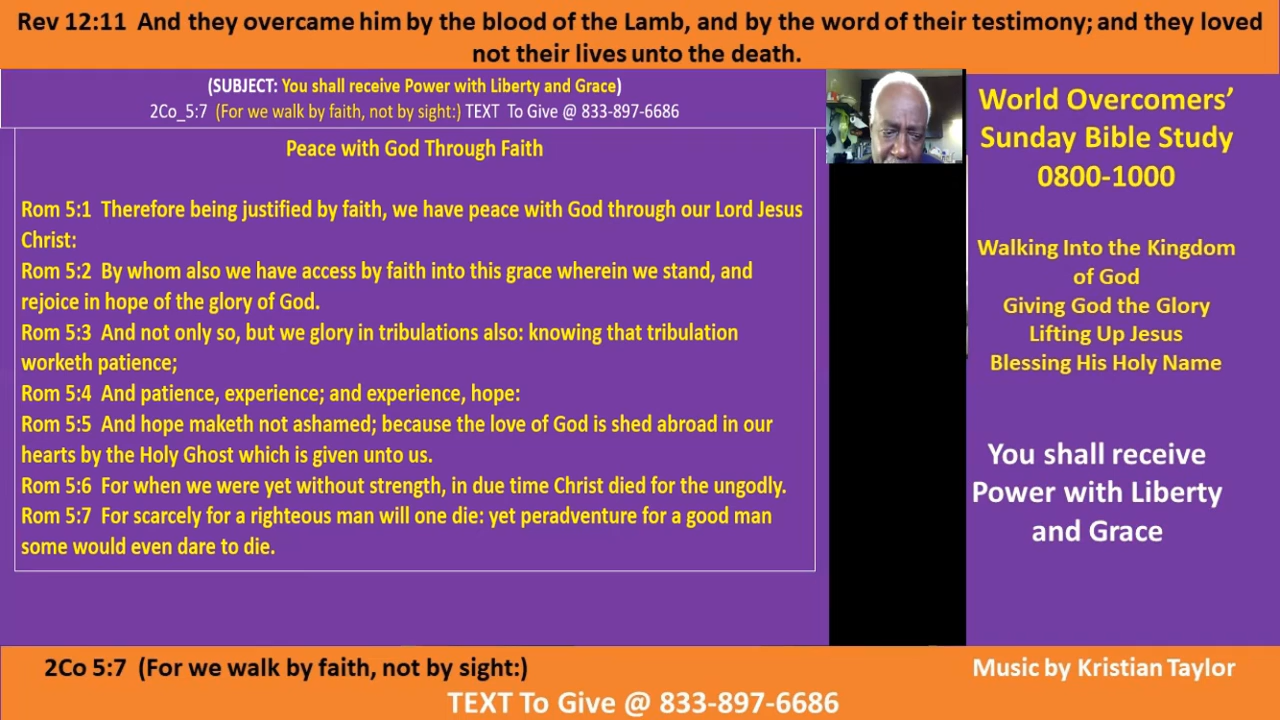 Rev 12:11  And they overcame him by the blood of the Lamb, and by the word of their testimony; and they loved
not their lives unto the death.
(SUBJECT: You shall receive Power with Liberty and Grace)
2Co_5:7  (For we walk by faith, not by sight:) TEXT  To Give @ 833-897-6686
Peace with God Through Faith
Rom 5:1  Therefore being justified by faith, we have peace with God through our Lord Jesus
Christ:
Rom 5:2  By whom also we have access by faith into this grace wherein we stand, and
rejoice in hope of the glory of God.
Rom 5:3  And not only so, but we glory in tribulations also: knowing that tribulation
worketh patience;
Rom 5:4  And patience, experience; and experience, hope:
Rom 5:5  And hope maketh not ashamed; because the love of God is shed abroad in our
hearts by the Holy Ghost which is given unto us.
Rom 5:6  For when we were yet without strength, in due time Christ died for the ungodly.
Rom 5:7  For scarcely for a righteous man will one die: yet peradventure for a good man
some would even dare to die.
World Overcomers'
Sunday Bible Study
0800-1000
Walking Into the Kingdom
of God
Giving God the Glory
Lifting Up Jesus
Blessing His Holy Name
You shall receive
Power with Liberty
and Grace
2Co 5:7  (For we walk by faith, not by sight:)
Music by Kristian Taylor
TEXT To Give @ 833-897-6686